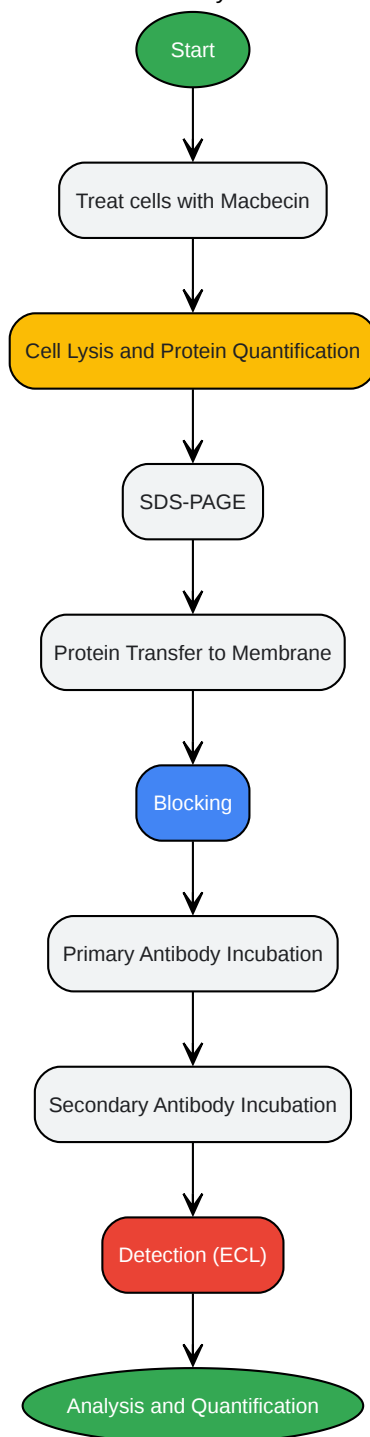 Start
Treat cells with Macbecin
Cell Lysis and Protein Quantification
SDS-PAGE
Protein Transfer to Membrane
Blocking
Primary Antibody Incubation
Secondary Antibody Incubation
Detection (ECL)
Analysis and Quantification